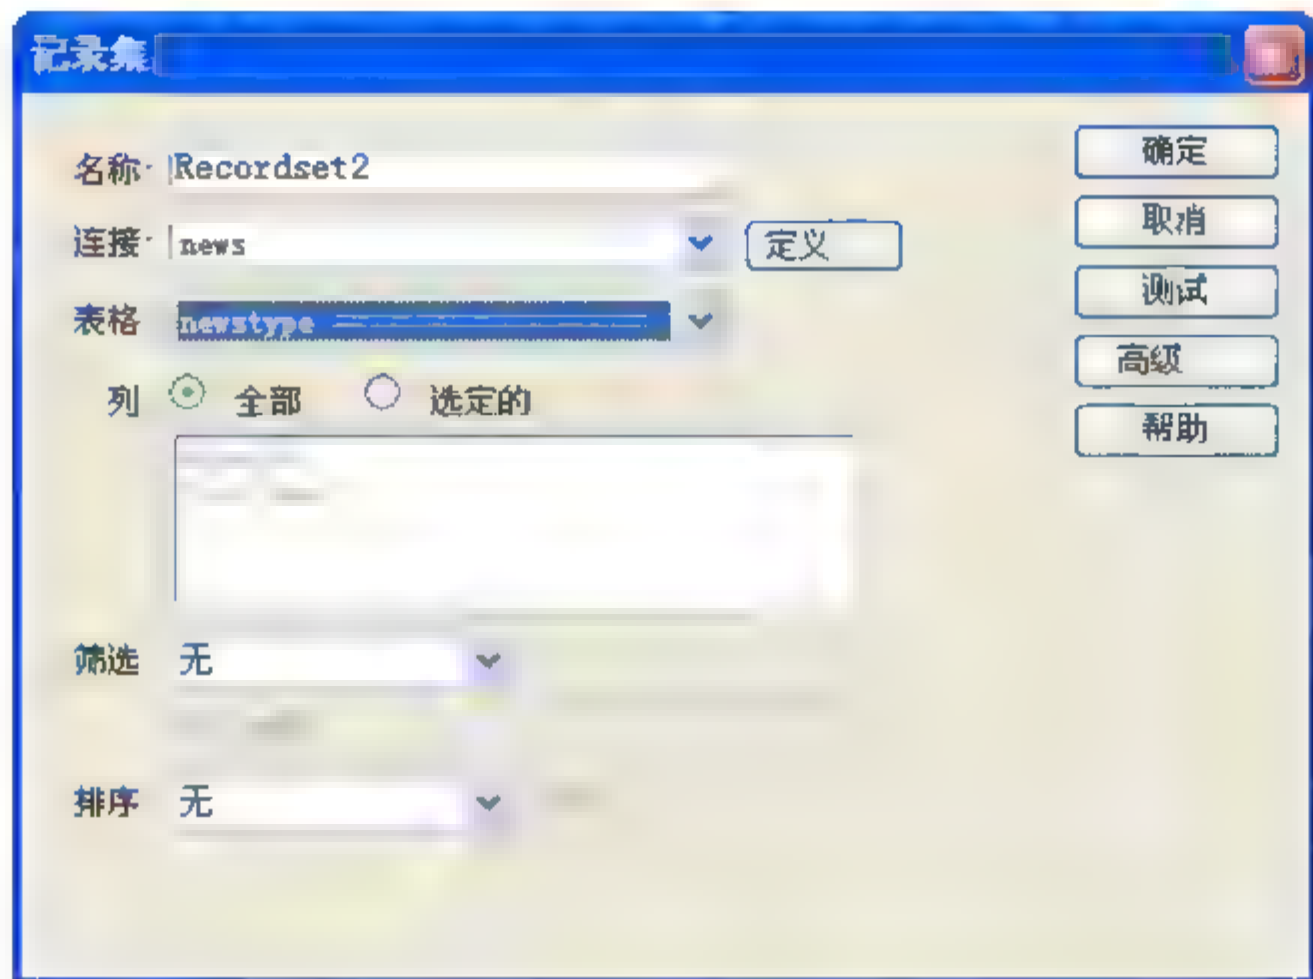 记录集
名称: Recordset2
确定
连接: news 定义
取消
表格 newstype
测试
列 全部 选定的
高级
帮助
筛选 无
排序 无